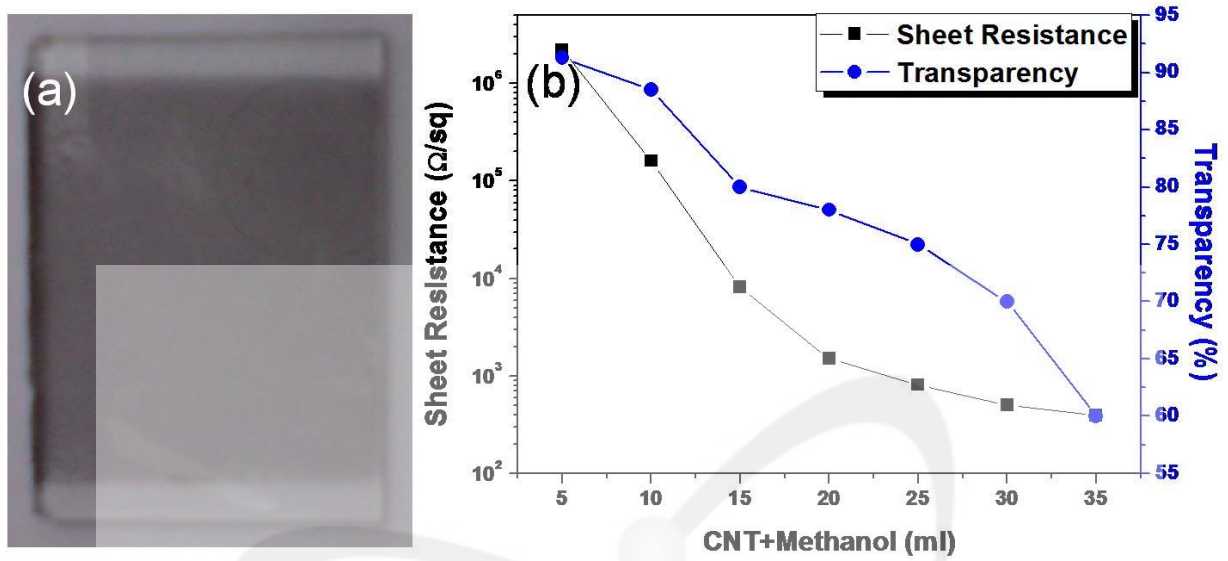 (a)
(b)
Sheet Resistance
Transparency
Sheet Resistance (Ω/sq)
10⁶
10⁵
10⁴
10³
10²
95
90
85
80
75
70
65
60
55
Transparency (%)
5 10 15 20 25 30 35
CNT+Methanol (ml)